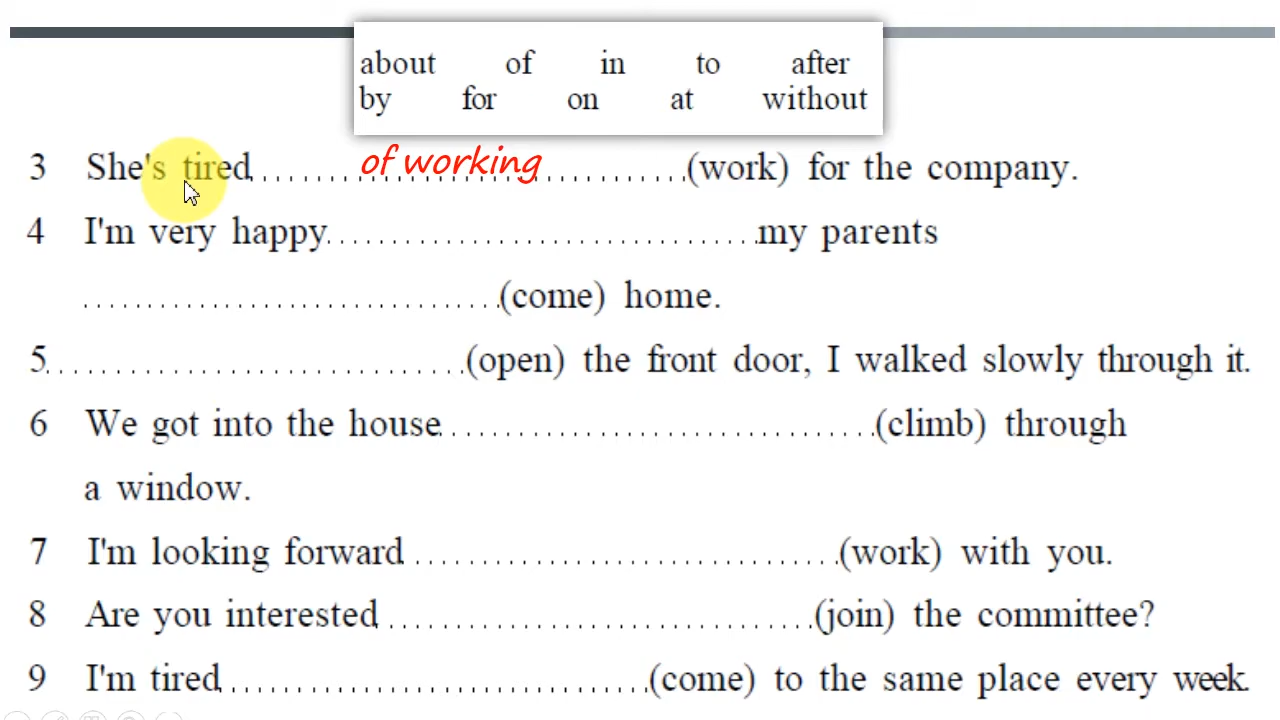 about of in to after
by for on at without
3 She's tired of working (work) for the company.
4 I'm very happy.................................my parents
................................(come) home.
5.................................(open) the front door, I walked slowly through it.
6 We got into the house.................................(climb) through
a window.
7 I'm looking forward.................................(work) with you.
8 Are you interested.................................(join) the committee?
9 I'm tired.................................(come) to the same place every week.